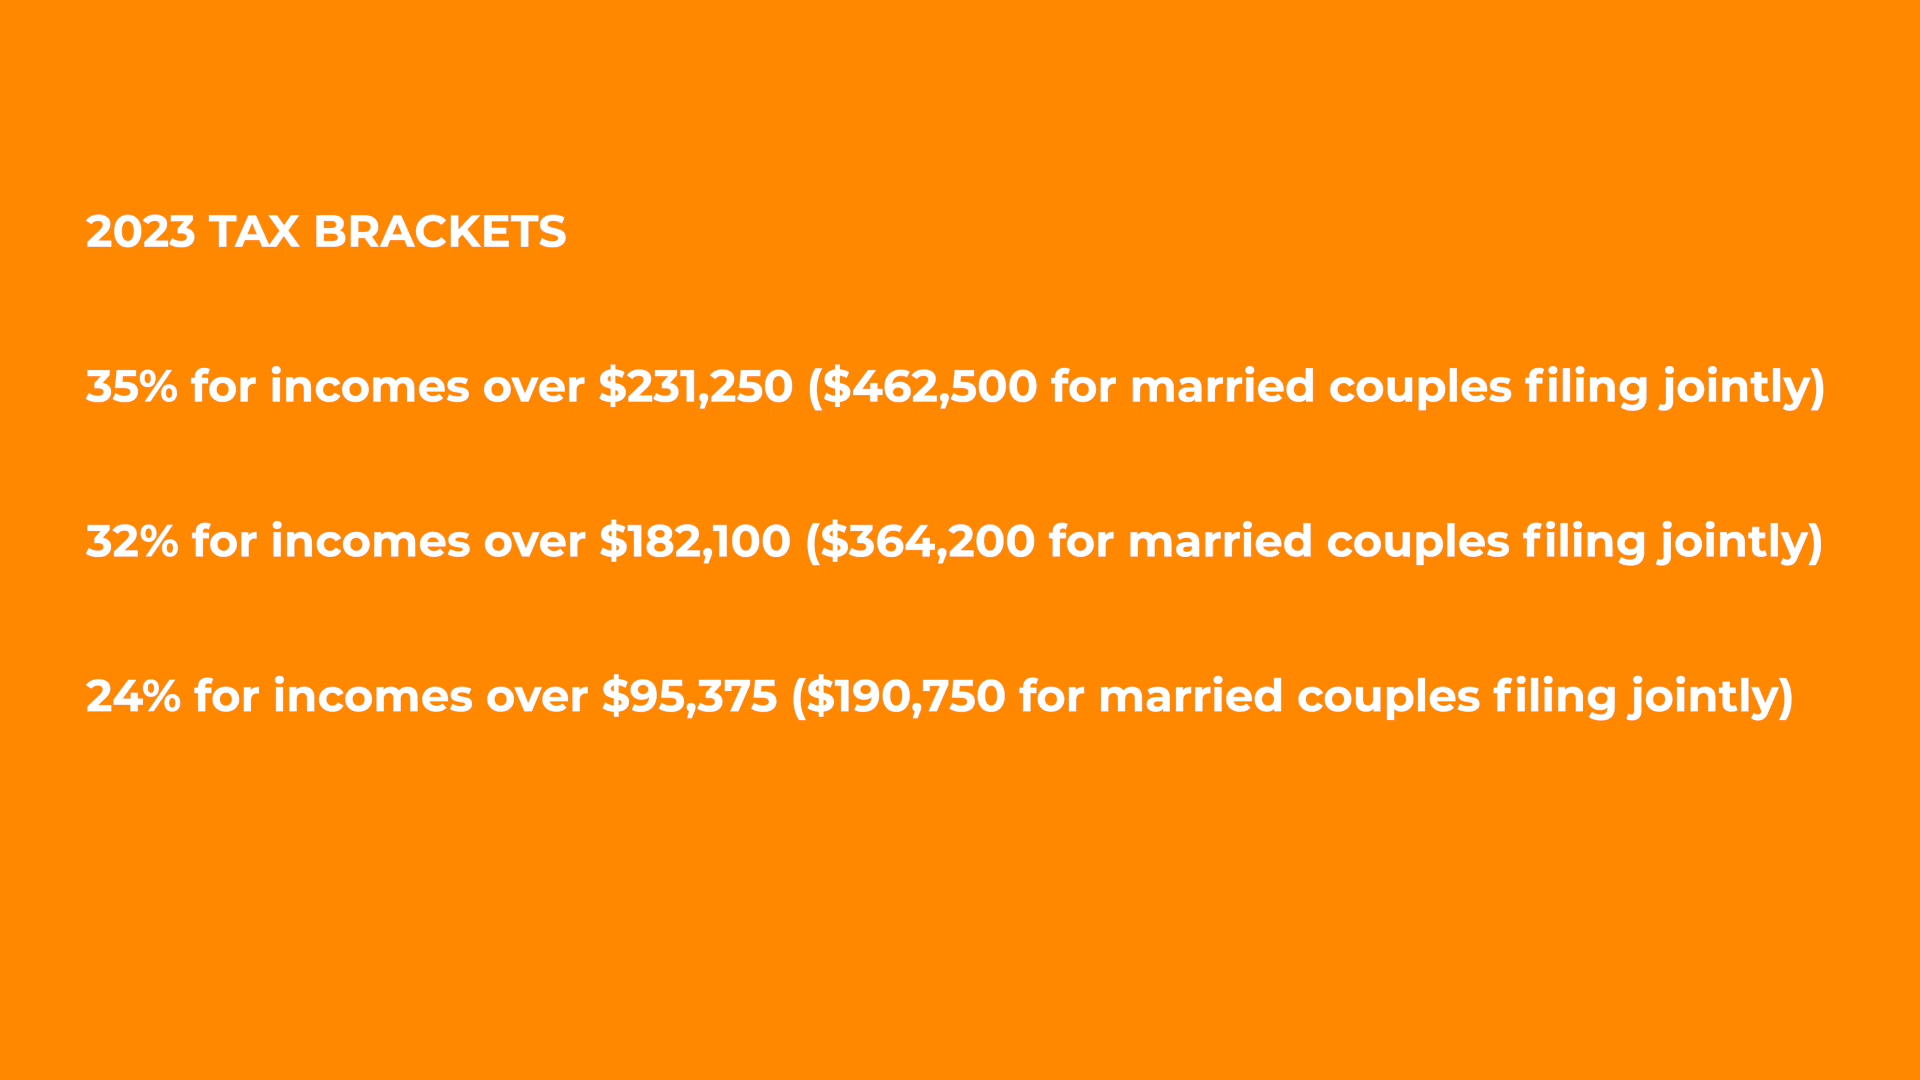 2023 TAX BRACKETS
35% for incomes over $231,250 ($462,500 for married couples filing jointly)
32% for incomes over $182,100 ($364,200 for married couples filing jointly)
24% for incomes over $95,375 ($190,750 for married couples filing jointly)